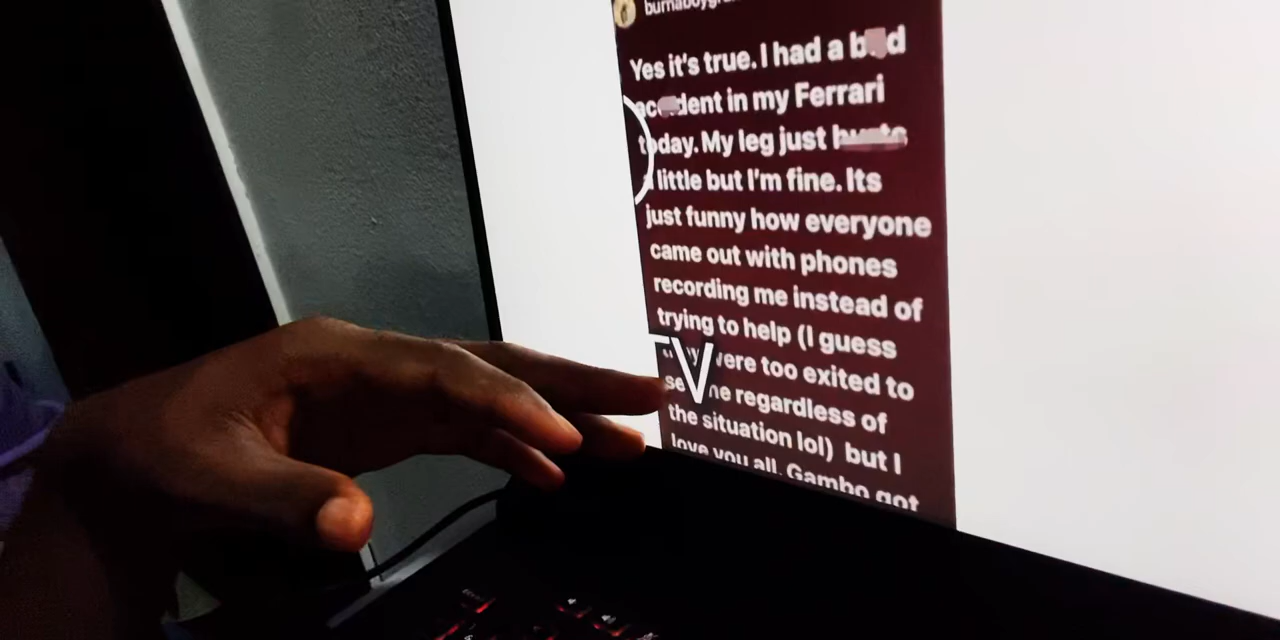 Yes it's true. I had a
in my Ferrari
today. My leg just
a little but I'm fine. Its
just funny how everyone
came out with phones
recording me instead of
trying to help (I guess
were too exited to
regardless of
the situation lol) but I
love you all. Gambo got
V